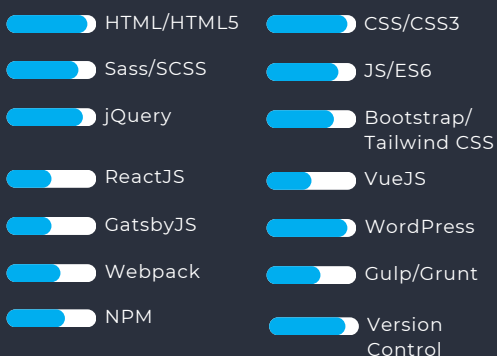 HTML/HTML5
CSS/CSS3
Sass/SCSS
JS/ES6
jQuery
Bootstrap/
Tailwind CSS
ReactJS
VueJS
GatsbyJS
WordPress
Webpack
Gulp/Grunt
NPM
Version
Control